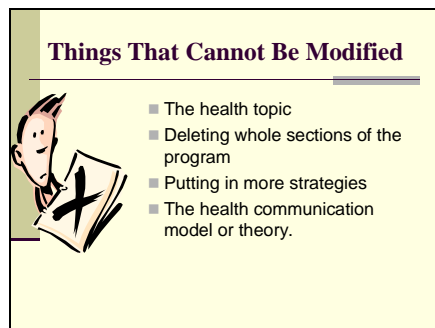 Things That Cannot Be Modified
The health topic
Deleting whole sections of the
program
Putting in more strategies
The health communication
model or theory.
X